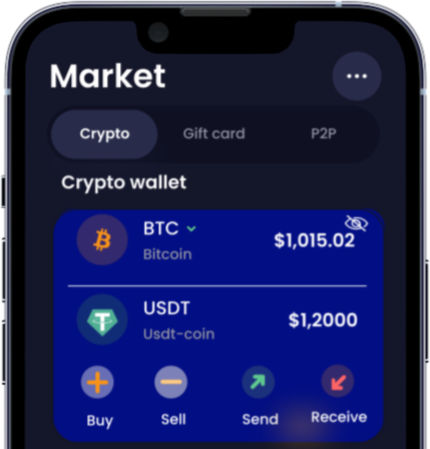 Market
Crypto Gift card P2P
Crypto wallet
BTC
$1,015.02
Bitcoin
USDT
$1,2000
Usdt-coin
Buy Sell Send Receive